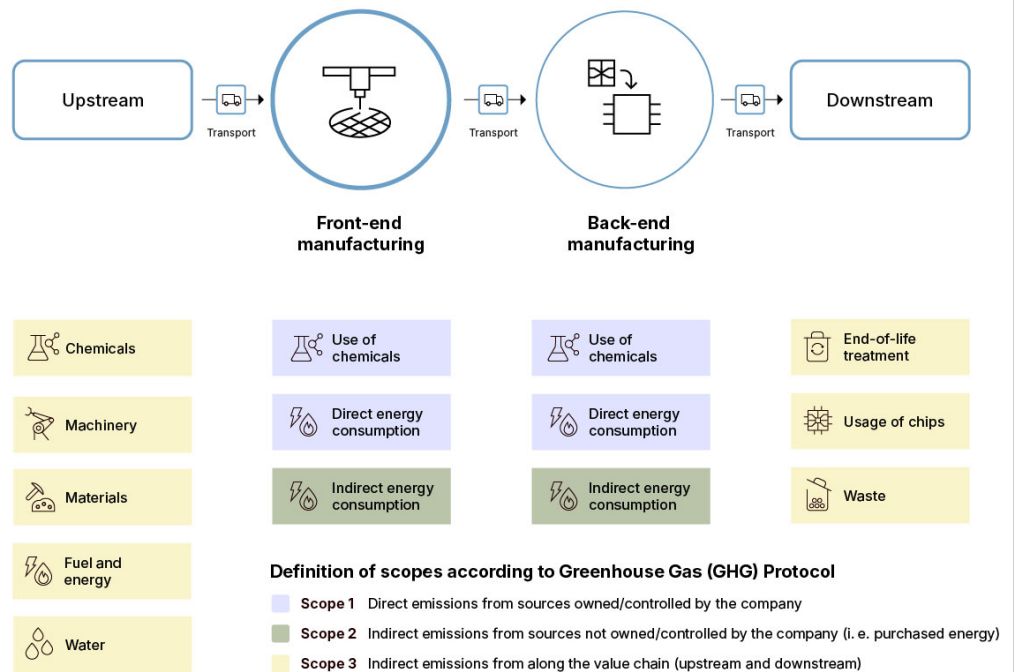 Upstream
Transport
Transport
Transport
Downstream
Front-end
manufacturing
Back-end
manufacturing
Chemicals
Machinery
Materials
Fuel and
energy
Water
Use of
chemicals
Direct energy
consumption
Indirect energy
consumption
Use of
chemicals
Direct energy
consumption
Indirect energy
consumption
End-of-life
treatment
Usage of chips
Waste
Definition of scopes according to Greenhouse Gas (GHG) Protocol
Scope 1 Direct emissions from sources owned/controlled by the company
Scope 2 Indirect emissions from sources not owned/controlled by the company (i. e. purchased energy)
Scope 3 Indirect emissions from along the value chain (upstream and downstream)